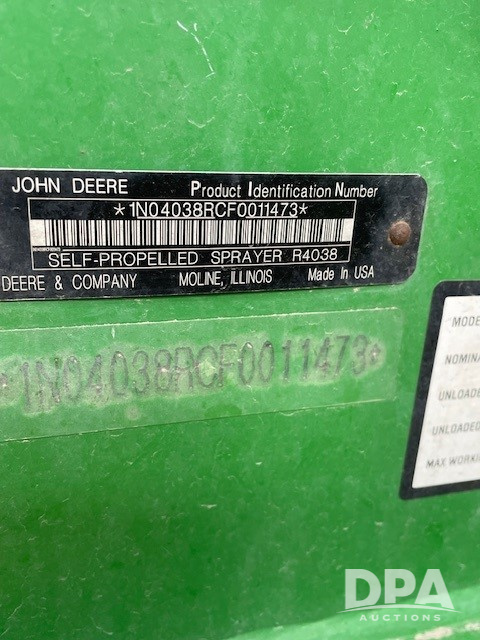 JOHN DEERE Product Identification Number
*1N04038RCF0011473*
SELF-PROPELLED SPRAYER R4038
DEERE & COMPANY MOLINE, ILLINOIS Made In USA
*1N04038RCF0011473*
MODE
NOMINA
UNLOADE
UNLOADED
MAX WORKI
DPA
AUCTIONS